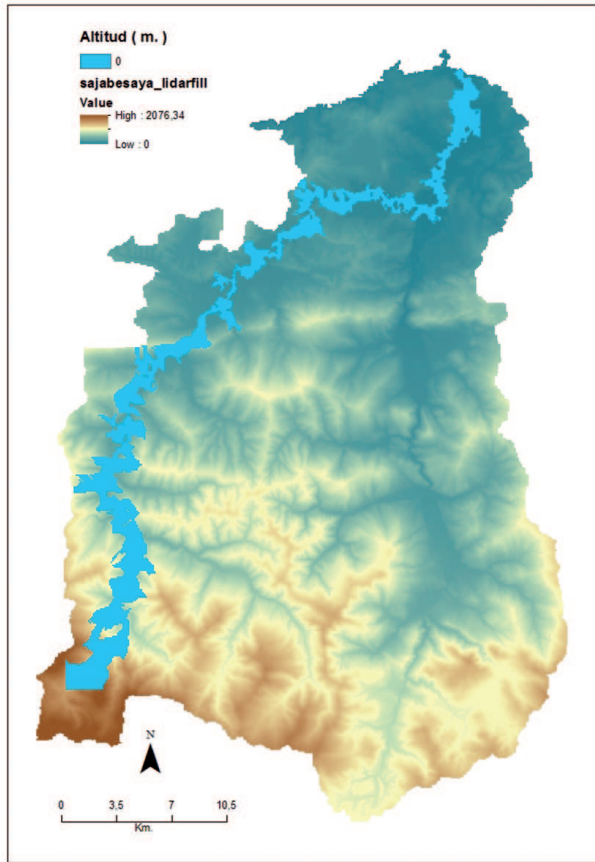 Altitud ( m. )
0
sajabesaya_lidarfill
Value
High : 2076,34
Low : 0
N
0 3.5 7 10.5
Km.